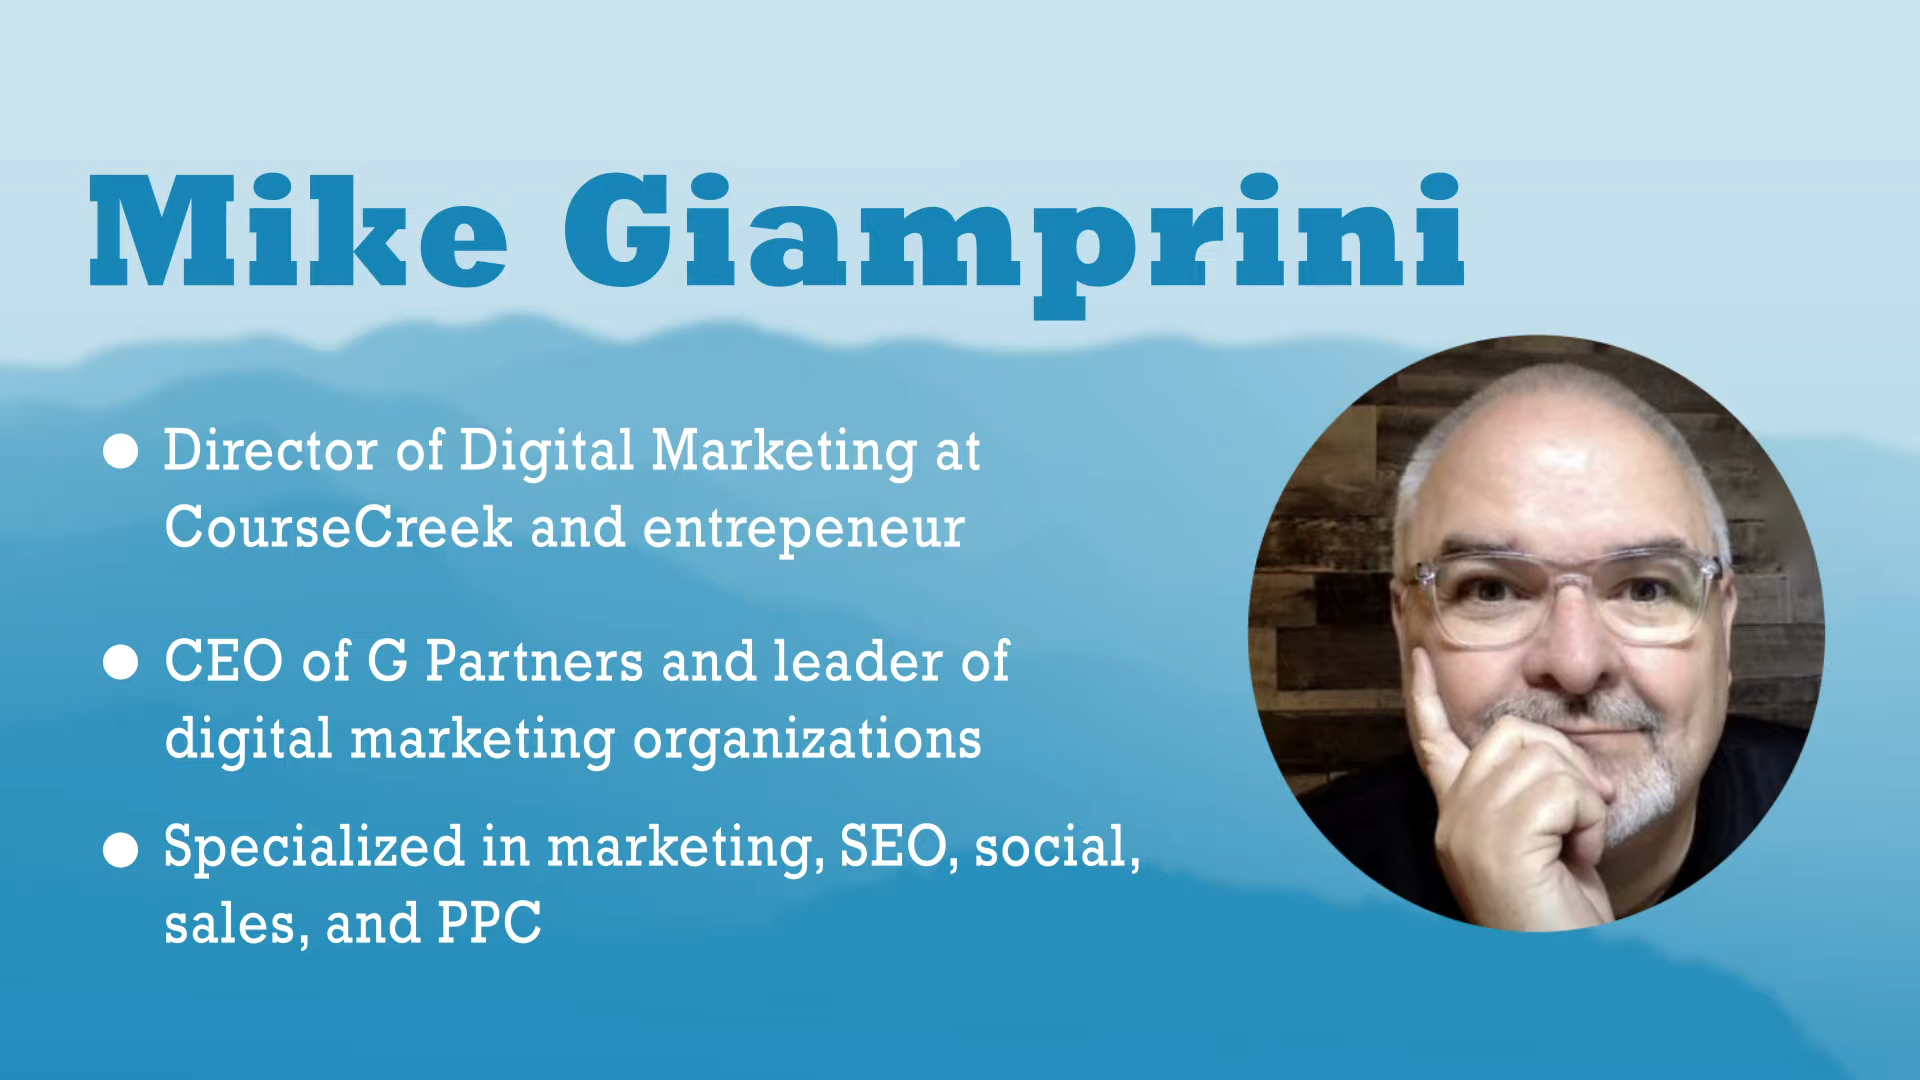 Mike Giamprini
● Director of Digital Marketing at
CourseCreek and entrepeneur
● CEO of G Partners and leader of
digital marketing organizations
● Specialized in marketing, SEO, social,
sales, and PPC